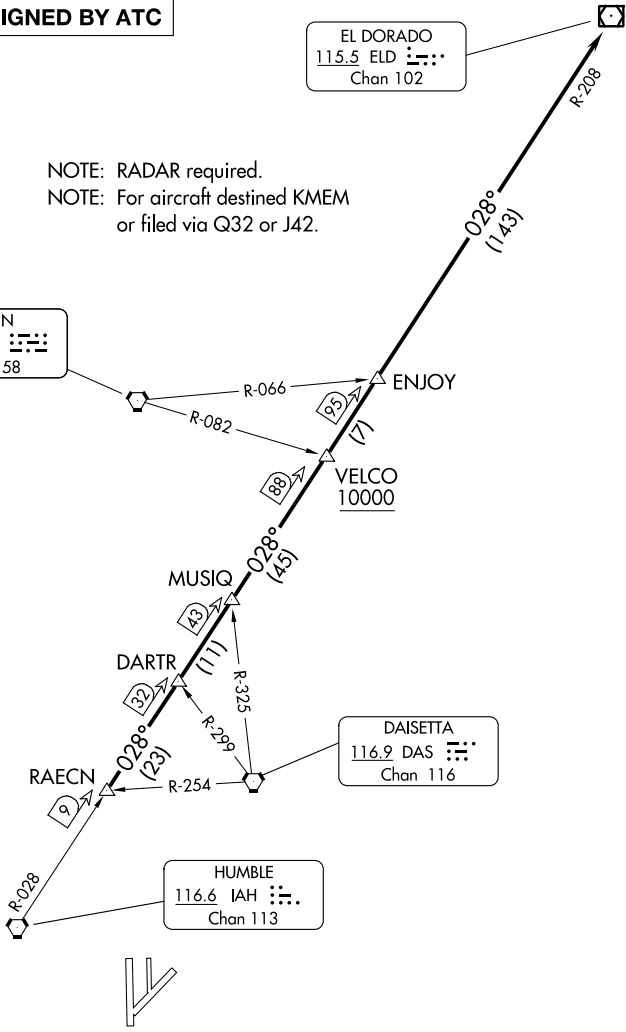 IGNED BY ATC
EL DORADO
115.5 ELD
Chan 102
R-208
NOTE: RADAR required.
NOTE: For aircraft destined KMEM
or filed via Q32 or J42.
028°
(143)
N
58
R-066
ENJOY
95
R-082
(7)
88
VELCO
10000
028°
(45)
MUSIQ
43
(11)
DARTR
32
R-325
R-299
028°
(23)
DAISETTA
116.9 DAS
Chan 116
RAECN
9
R-254
R-028
HUMBLE
116.6 IAH
Chan 113